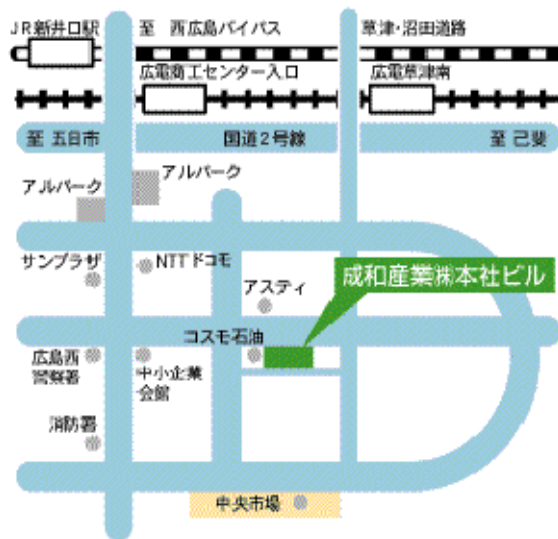 JR新井口駅
至 西広島バイパス
草津・沼田道路
広電商工センター入口
広電草津南
至 五日市
国道2号線
至 己斐
アルパーク
アルパーク
サンプラザ
NTTドコモ
アスティ
成和産業㈱本社ビル
コスモ石油
広島西
警察署
中小企業
会館
消防署
中央市場